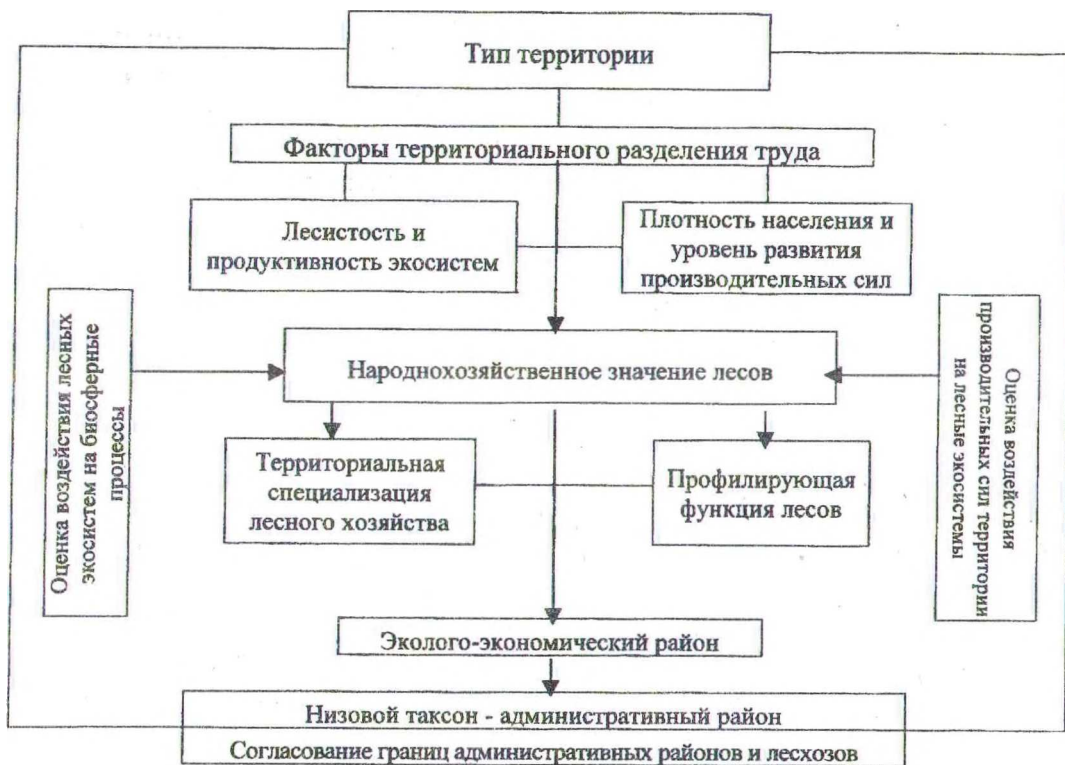 Тип территории
Факторы территориального разделения труда
Лесистость и
продуктивность экосистем
Плотность населения и
уровень развития
производительных сил
Оценка воздействия лесных
экосистем на биосферные
процессы
Народнохозяйственное значение лесов
Оценка воздействия
производительных сил территории
на лесные экосистемы
Территориальная
специализация
лесного хозяйства
Профилирующая
функция лесов
Эколого-экономический район
Низовой таксон - административный район
Согласование границ административных районов и лесхозов